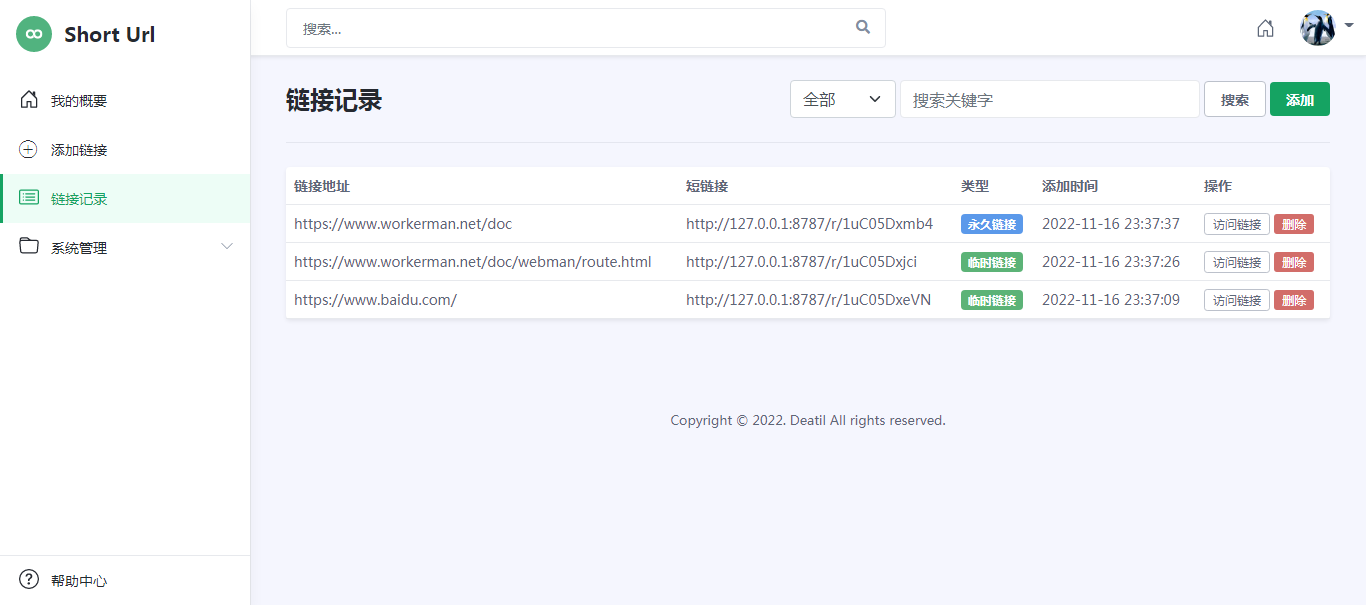 Short Url
搜索...
我的概要
添加链接
链接记录
系统管理
帮助中心
链接记录
全部 搜索关键字 搜索 添加
链接地址 短链接 类型 添加时间 操作
https://www.workerman.net/doc http://127.0.0.1:8787/r/1uC05Dxmb4 永久链接 2022-11-16 23:37:37 访问链接 删除
https://www.workerman.net/doc/webman/route.html http://127.0.0.1:8787/r/1uC05Dxjci 临时链接 2022-11-16 23:37:26 访问链接 删除
https://www.baidu.com/ http://127.0.0.1:8787/r/1uC05DxeVN 临时链接 2022-11-16 23:37:09 访问链接 删除
Copyright © 2022. Deatil All rights reserved.